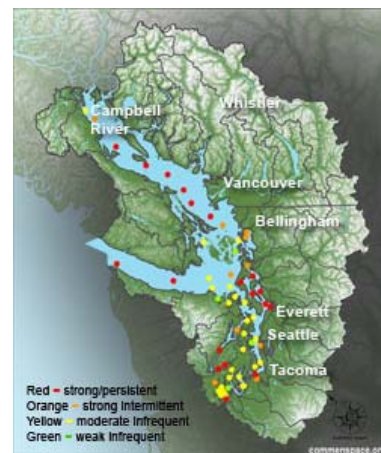 Campbell
River
Whistler
Vancouver
Bellingham
Everett
Seattle
Tacoma
Red - strong/persistent
Orange - strong intermittent
Yellow - moderate infrequent
Green - weak infrequent
commenspace.org